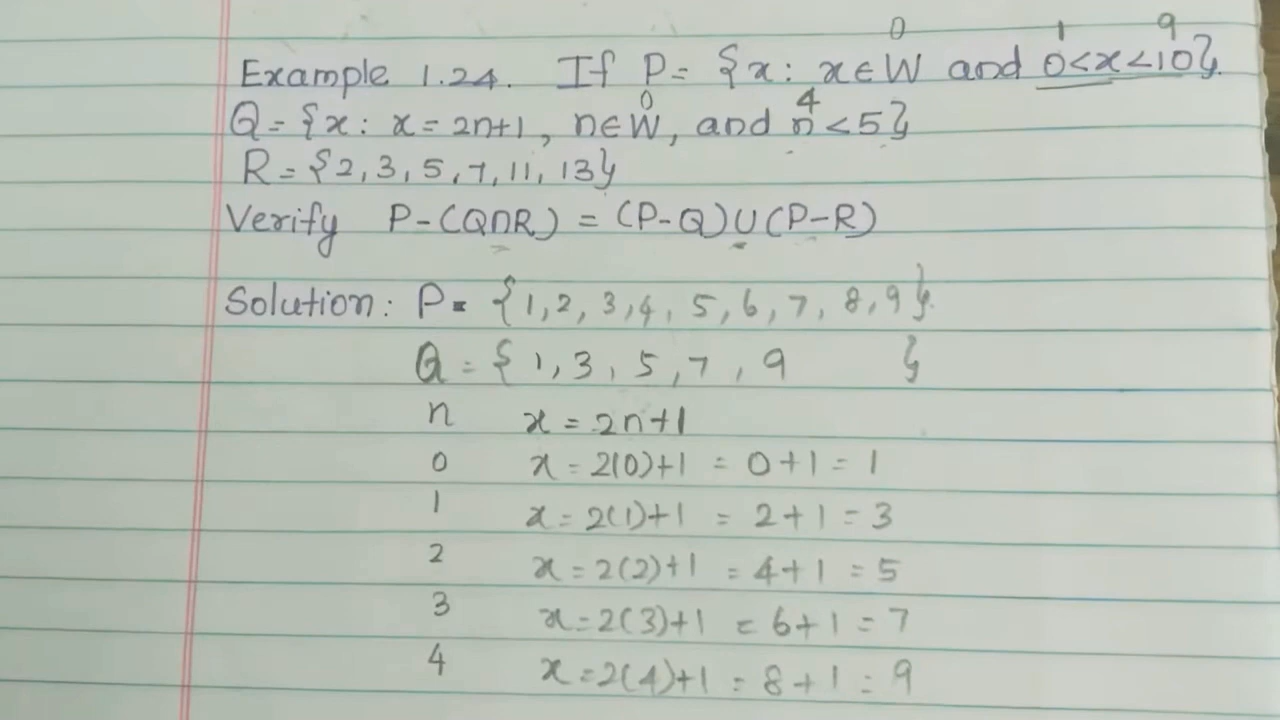 0 1 9
Example 1.24. If P = {x : x ∈ W and 0<x<10}.
0 4
Q = {x : x = 2n+1, n∈W, and n<5}
R = {2, 3, 5, 7, 11, 13}
Verify P-(Q∩R) = (P-Q)∪(P-R)
Solution: P = {1, 2, 3, 4, 5, 6, 7, 8, 9}.
Q = {1, 3, 5, 7, 9 }
n x = 2n+1
0 x = 2(0)+1 = 0+1 = 1
1 x = 2(1)+1 = 2+1 = 3
2 x = 2(2)+1 = 4+1 = 5
3 x = 2(3)+1 = 6+1 = 7
4 x = 2(4)+1 = 8+1 = 9